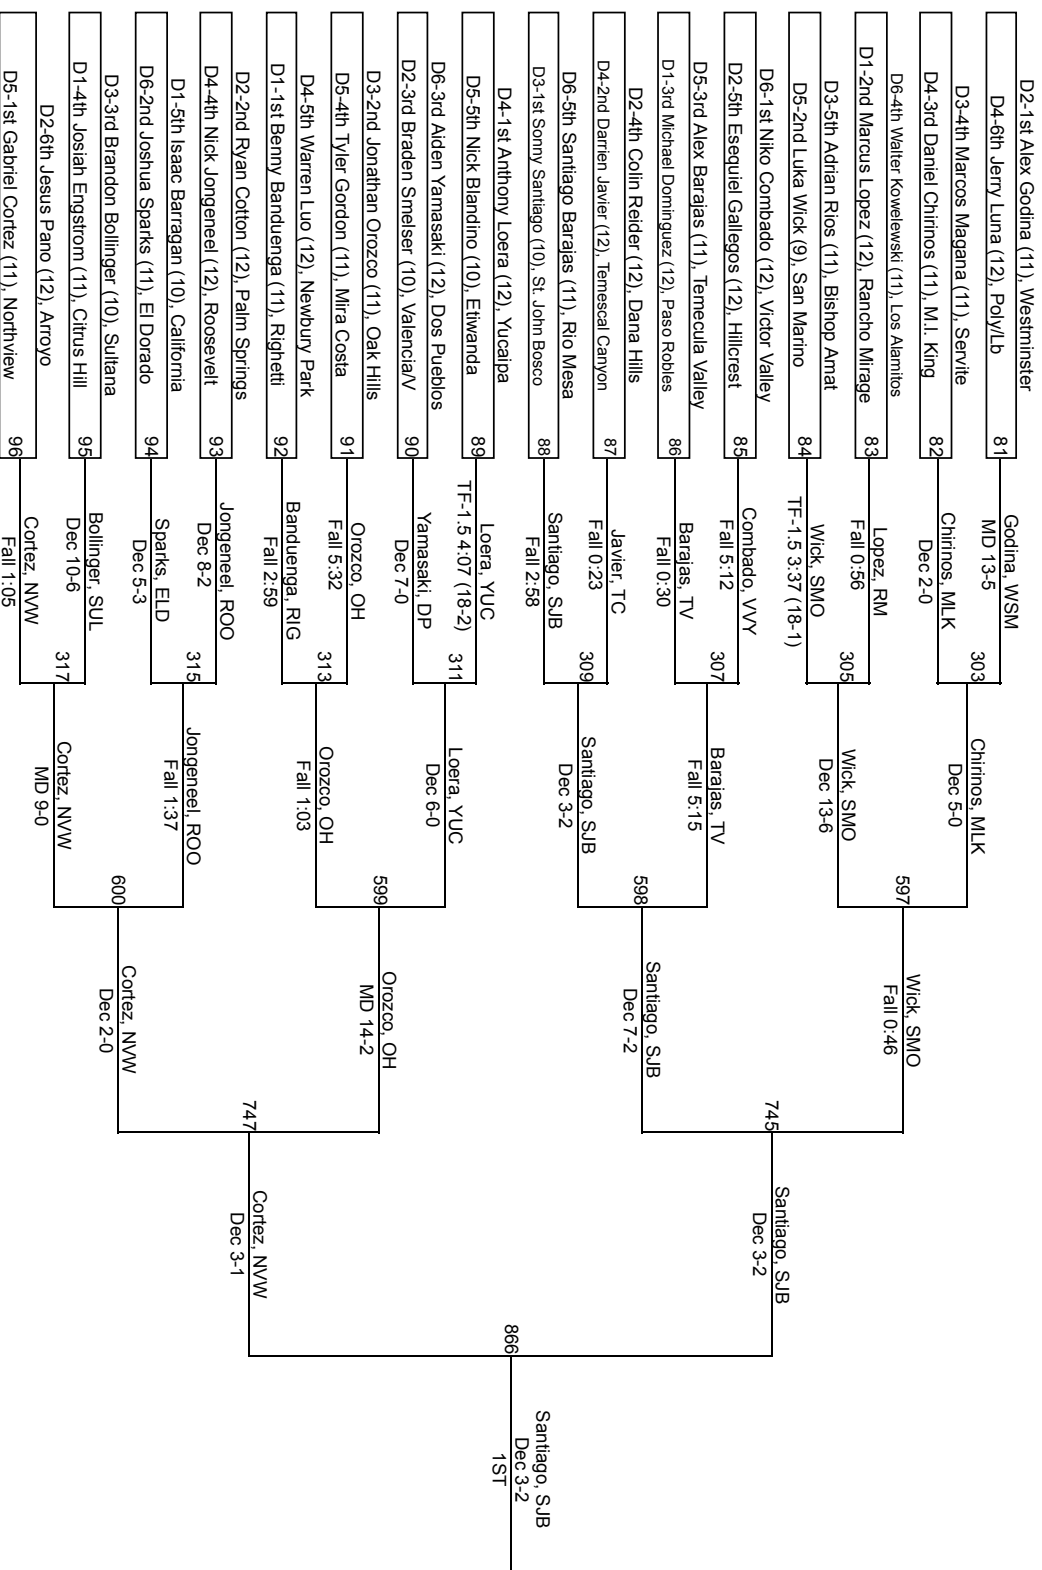 D2-1st Alex Godina (11), Westminster
81
D4-6th Jerry Luna (12), Poly/Lb
D3-4th Marcos Magana (11), Servite
82
D4-3rd Daniel Chirinos (11), M.I. King
D6-4th Walter Kowelewski (11), Los Alamitos
83
D1-2nd Marcus Lopez (12), Rancho Mirage
D3-5th Adrian Rios (11), Bishop Amat
84
D5-2nd Luka Wick (9), San Marino
D6-1st Niko Combado (12), Victor Valley
85
D2-5th Esequiel Gallegos (12), Hillcrest
D5-3rd Alex Barajas (11), Temecula Valley
86
D1-3rd Michael Dominguez (12), Paso Robles
D2-4th Colin Reider (12), Dana Hills
87
D4-2nd Darrien Javier (12), Temescal Canyon
D6-5th Santiago Barajas (11), Rio Mesa
88
D3-1st Sonny Santiago (10), St. John Bosco
D4-1st Anthony Loera (12), Yucaipa
89
D5-5th Nick Blandino (10), Etiwanda
D6-3rd Aiden Yamasaki (12), Dos Pueblos
90
D2-3rd Braden Smelser (10), Valencia/V
D3-2nd Jonathan Orozco (11), Oak Hills
91
D5-4th Tyler Gordon (11), Mira Costa
D4-5th Warren Luo (12), Newbury Park
92
D1-1st Benny Banduenga (11), Righetti
D2-2nd Ryan Cotton (12), Palm Springs
93
D4-4th Nick Jongeneel (12), Roosevelt
D1-5th Isaac Barragan (10), California
94
D6-2nd Joshua Sparks (11), El Dorado
D3-3rd Brandon Bollinger (10), Sultana
95
D1-4th Josiah Engstrom (11), Citrus Hill
D2-6th Jesus Pano (12), Arroyo
96
D5-1st Gabriel Cortez (11), Northview
Godina, WSM
MD 13-5
Chirinos, MLK
Dec 2-0
Lopez, RM
Fall 0:56
Wick, SMO
TF-1.5 3:37 (18-1)
Combado, VVY
Fall 5:12
Barajas, TV
Fall 0:30
Javier, TC
Fall 0:23
Santiago, SJB
Fall 2:58
Loera, YUC
TF-1.5 4:07 (18-2)
Yamasaki, DP
Dec 7-0
Orozco, OH
Fall 5:32
Banduenga, RIG
Fall 2:59
Jongeneel, ROO
Dec 8-2
Sparks, ELD
Dec 5-3
Bollinger, SUL
Dec 10-6
Cortez, NVW
Fall 1:05
303
305
307
309
311
313
315
317
Chirinos, MLK
Dec 5-0
Wick, SMO
Dec 13-6
Barajas, TV
Fall 5:15
Santiago, SJB
Dec 3-2
Loera, YUC
Dec 6-0
Orozco, OH
Fall 1:03
Jongeneel, ROO
Fall 1:37
Cortez, NVW
MD 9-0
597
598
599
600
Wick, SMO
Fall 0:46
Santiago, SJB
Dec 7-2
Orozco, OH
MD 14-2
Cortez, NVW
Dec 2-0
745
747
Santiago, SJB
Dec 3-2
Cortez, NVW
Dec 3-1
866
Santiago, SJB
Dec 3-2
1ST